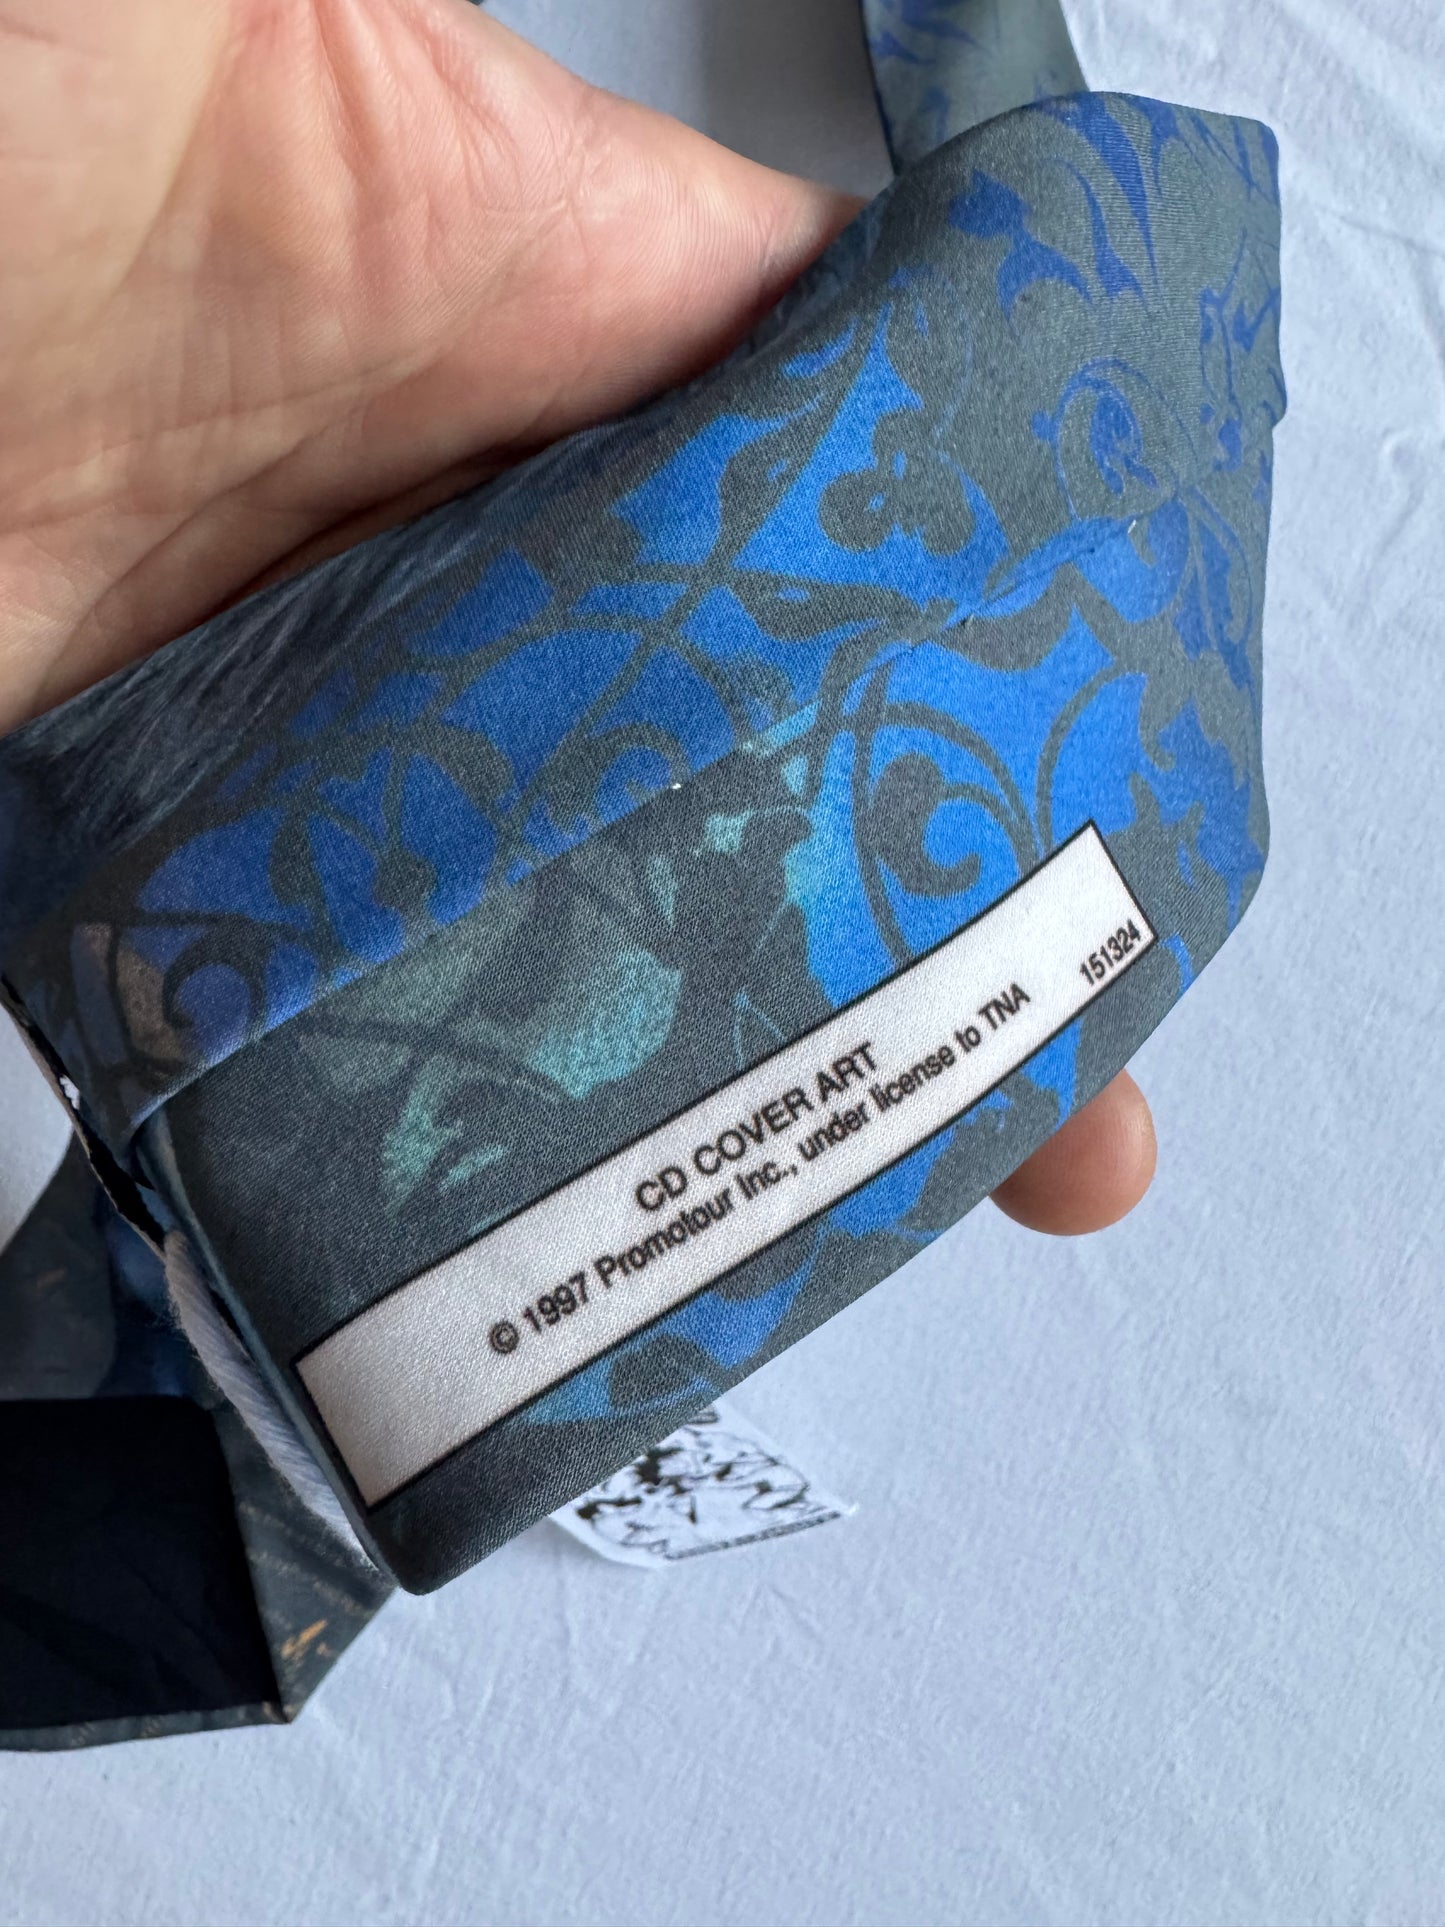 CD COVER ART
© 1997 Promotour Inc., under license to TNA
151324